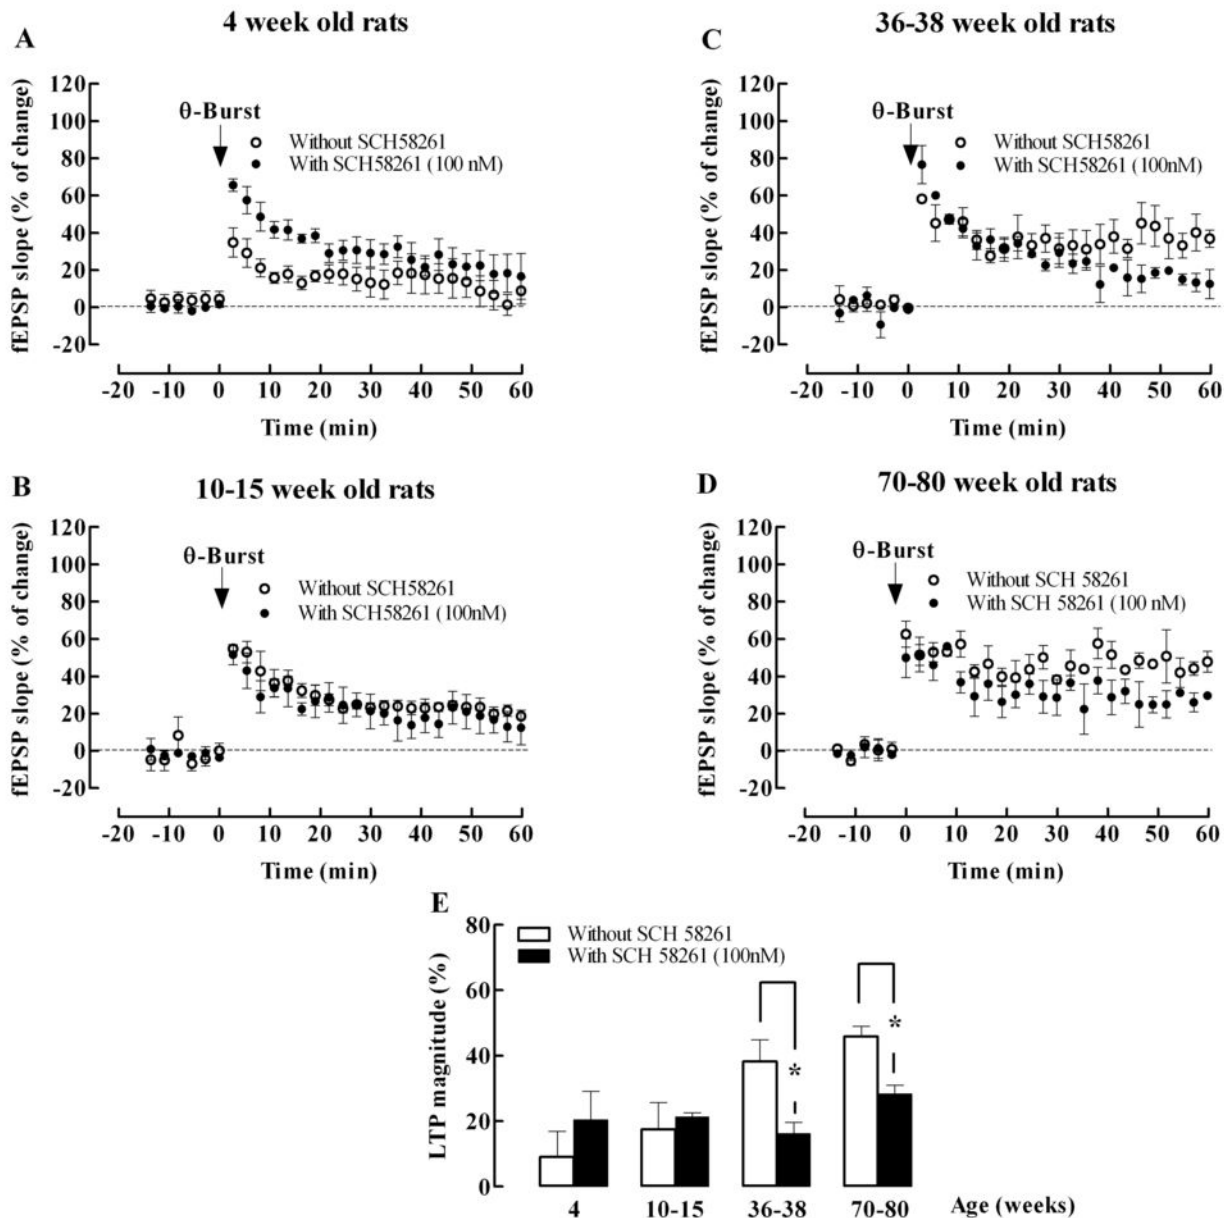 A
4 week old rats
fEPSP slope (% of change)
120
100
80
60
40
20
0
-20
θ-Burst
Without SCH58261
With SCH58261 (100 nM)
-20 -10 0 10 20 30 40 50 60
Time (min)
B
10-15 week old rats
fEPSP slope (% of change)
120
100
80
60
40
20
0
-20
θ-Burst
Without SCH58261
With SCH58261 (100nM)
-20 -10 0 10 20 30 40 50 60
Time (min)
C
36-38 week old rats
fEPSP slope (% of change)
120
100
80
60
40
20
0
-20
θ-Burst
Without SCH58261
With SCH58261 (100nM)
-20 -10 0 10 20 30 40 50 60
Time (min)
D
70-80 week old rats
fEPSP slope (% of change)
120
100
80
60
40
20
0
-20
θ-Burst
Without SCH 58261
With SCH 58261 (100 nM)
-20 -10 0 10 20 30 40 50 60
Time (min)
E
LTP magnitude (%)
80
60
40
20
0
Without SCH 58261
With SCH 58261 (100nM)
*
*
4 10-15 36-38 70-80 Age (weeks)